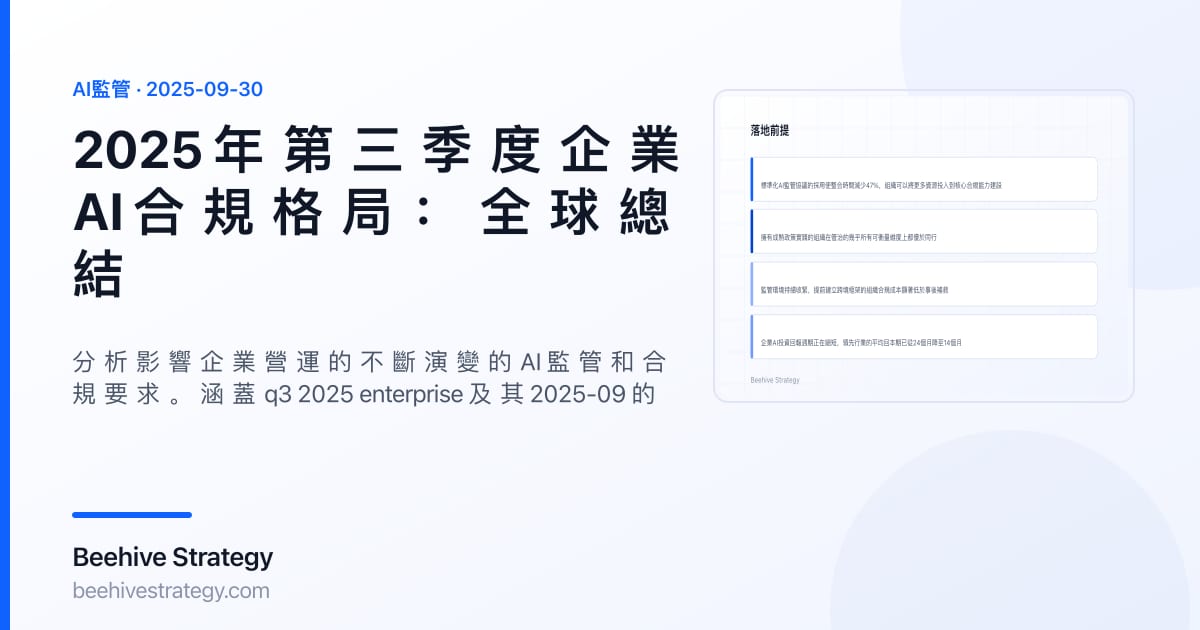 AI監管 · 2025-09-30
2025年第三季度企業
AI合規格局：全球總
結
分析影響企業營運的不斷演變的AI監管和合
規要求。涵蓋 q3 2025 enterprise 及其 2025-09 的
Beehive Strategy
beehivestrategy.com
落地前提
標準化AI監管協議的採用使整合時間減少47%，組織可以將更多資源投入到核心合規能力建設
擁有成熟政策實踐的組織在管治的幾乎所有可衡量維度上都優於同行
監管環境持續收緊，提前建立跨境框架的組織合規成本顯著低於事後補救
企業AI投資回報週期正在縮短，領先行業的平均回本期已從24個月降至14個月
Beehive Strategy